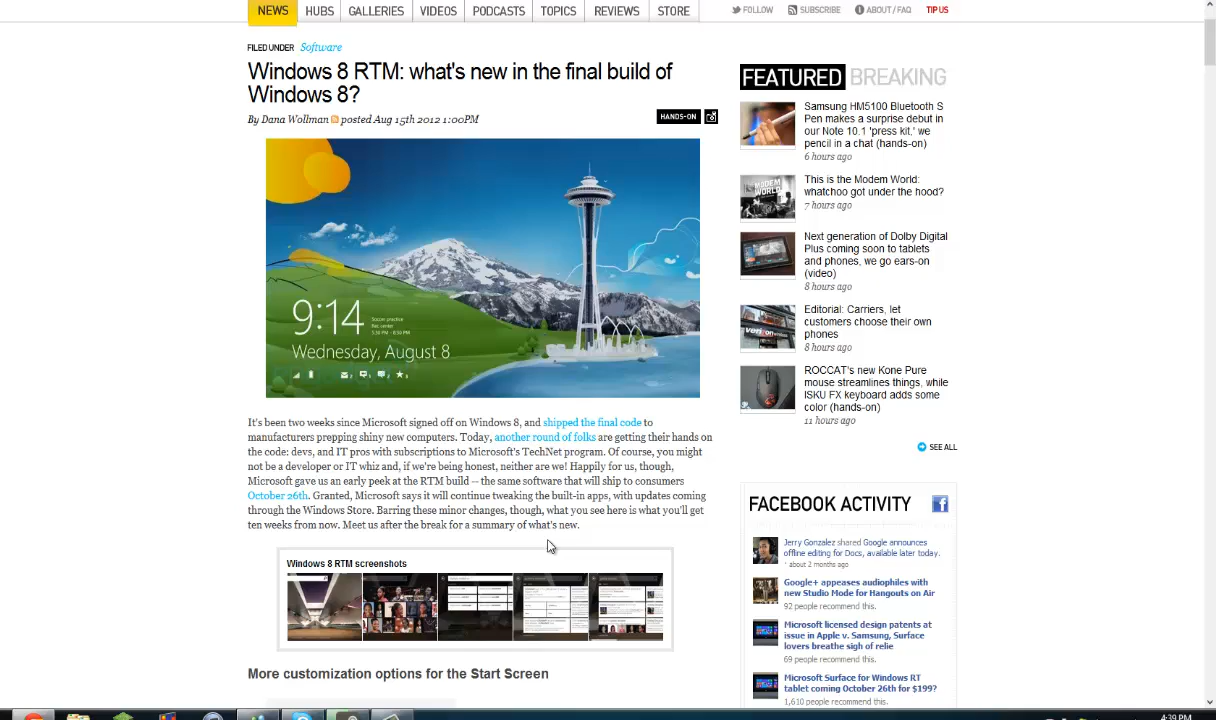 NEWS HUBS GALLERIES VIDEOS PODCASTS TOPICS REVIEWS STORE FOLLOW SUBSCRIBE ABOUT / FAQ TIP US
FILED UNDER Software
Windows 8 RTM: what's new in the final build of
Windows 8?
By Dana Wollman posted Aug 15th 2012 1:00PM
HANDS-ON
9:14
Soccer practice
Rec center
5:30 PM - 6:30 PM
Wednesday, August 8
It's been two weeks since Microsoft signed off on Windows 8, and shipped the final code to
manufacturers prepping shiny new computers. Today, another round of folks are getting their hands on
the code: devs, and IT pros with subscriptions to Microsoft's TechNet program. Of course, you might
not be a developer or IT whiz and, if we're being honest, neither are we! Happily for us, though,
Microsoft gave us an early peek at the RTM build -- the same software that will ship to consumers
October 26th. Granted, Microsoft says it will continue tweaking the built-in apps, with updates coming
through the Windows Store. Barring these minor changes, though, what you see here is what you'll get
ten weeks from now. Meet us after the break for a summary of what's new.
Windows 8 RTM screenshots
More customization options for the Start Screen
FEATURED BREAKING
Samsung HM5100 Bluetooth S
Pen makes a surprise debut in
our Note 10.1 'press kit,' we
pencil in a chat (hands-on)
6 hours ago
MODEM
WORLD
This is the Modem World:
whatchoo got under the hood?
7 hours ago
Next generation of Dolby Digital
Plus coming soon to tablets
and phones, we go ears-on
(video)
8 hours ago
verizon
Editorial: Carriers, let
customers choose their own
phones
8 hours ago
ROCCAT's new Kone Pure
mouse streamlines things, while
ISKU FX keyboard adds some
color (hands-on)
11 hours ago
SEE ALL
FACEBOOK ACTIVITY
Jerry Gonzalez shared Google announces
offline editing for Docs, available later today.
· about 2 months ago
Google+ appeases audiophiles with
new Studio Mode for Hangouts on Air
92 people recommend this.
Microsoft licensed design patents at
issue in Apple v. Samsung, Surface
lovers breathe sigh of relie
69 people recommend this.
Microsoft Surface for Windows RT
tablet coming October 26th for $199?
1,610 people recommend this.
4:39 PM